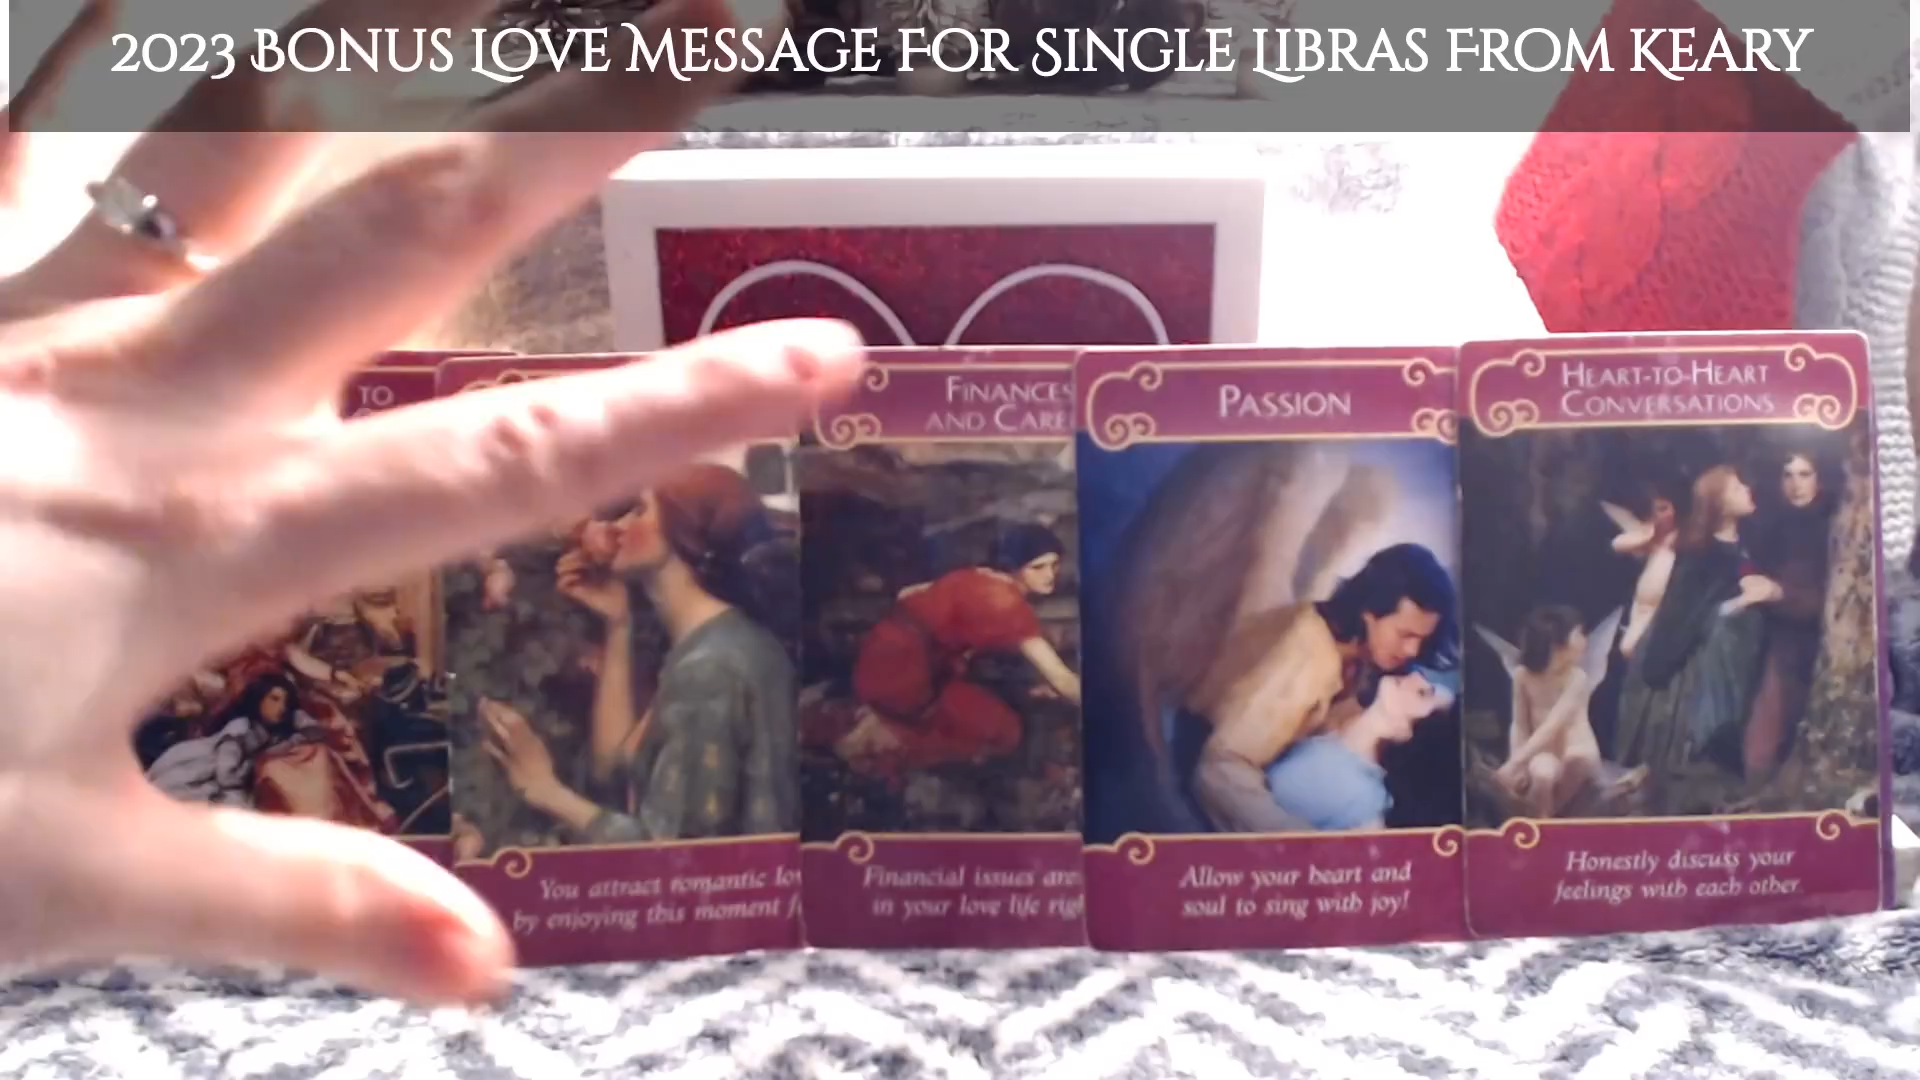 2023 Bonus Love Message For Single Libras From Keary
TO
FINANCES
AND CARE
PASSION
HEART-TO-HEART
CONVERSATIONS
You attract romantic lo
by enjoying this moment f
Financial issues are
in your love life rig
Allow your heart and
soul to sing with joy!
Honestly discuss your
feelings with each other.